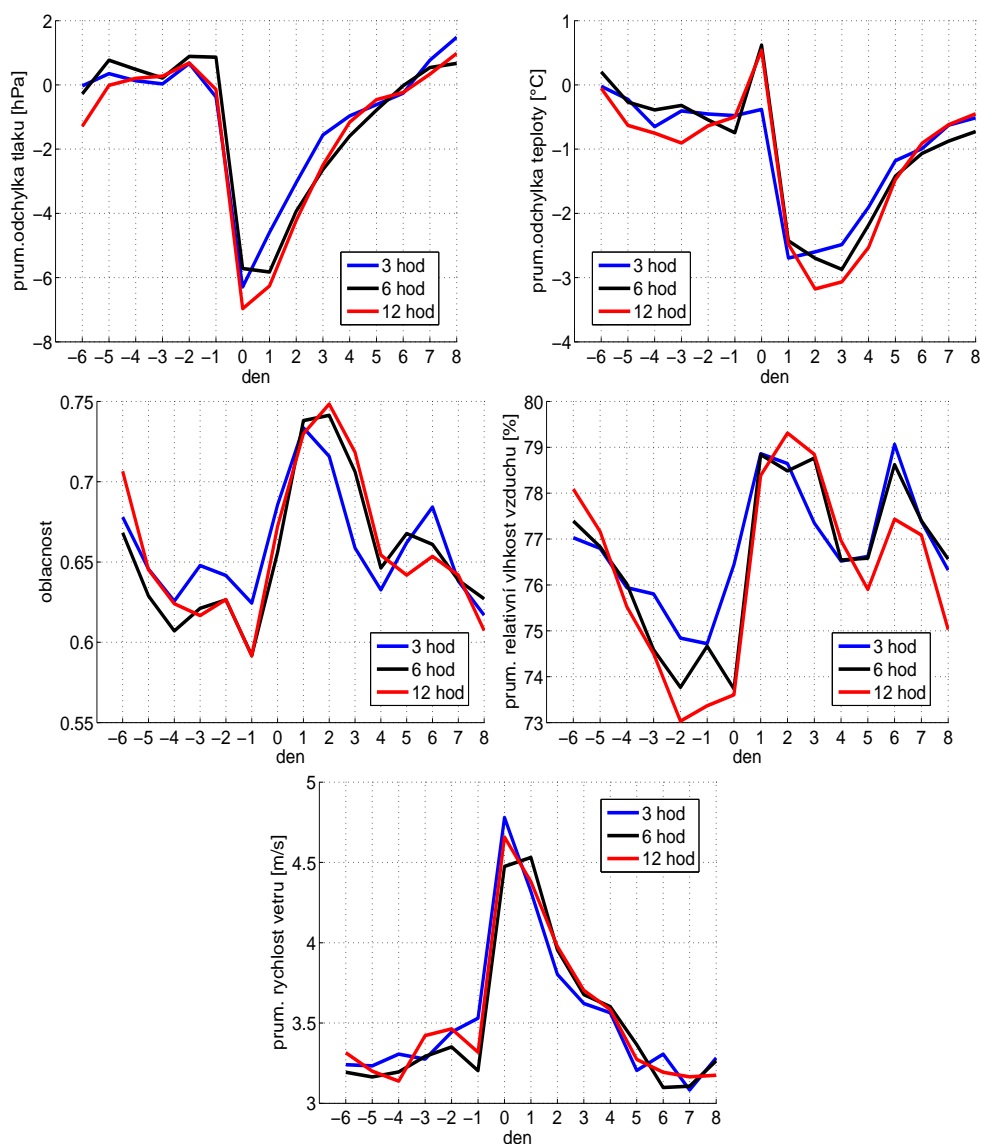 prum.odchylka tlaku [hPa]
2
0
−2
−4
−6
−8
3 hod
6 hod
12 hod
−6 −5 −4 −3 −2 −1 0 1 2 3 4 5 6 7 8
den
prum.odchylka teploty [°C]
1
0
−1
−2
−3
−4
3 hod
6 hod
12 hod
−6 −5 −4 −3 −2 −1 0 1 2 3 4 5 6 7 8
den
oblacnost
0.75
0.7
0.65
0.6
0.55
3 hod
6 hod
12 hod
−6 −5 −4 −3 −2 −1 0 1 2 3 4 5 6 7 8
den
prum. relativní vlhkost vzduchu [%]
80
79
78
77
76
75
74
73
3 hod
6 hod
12 hod
−6 −5 −4 −3 −2 −1 0 1 2 3 4 5 6 7 8
den
prum. rychlost vetru [m/s]
5
4.5
4
3.5
3
3 hod
6 hod
12 hod
−6 −5 −4 −3 −2 −1 0 1 2 3 4 5 6 7 8
den